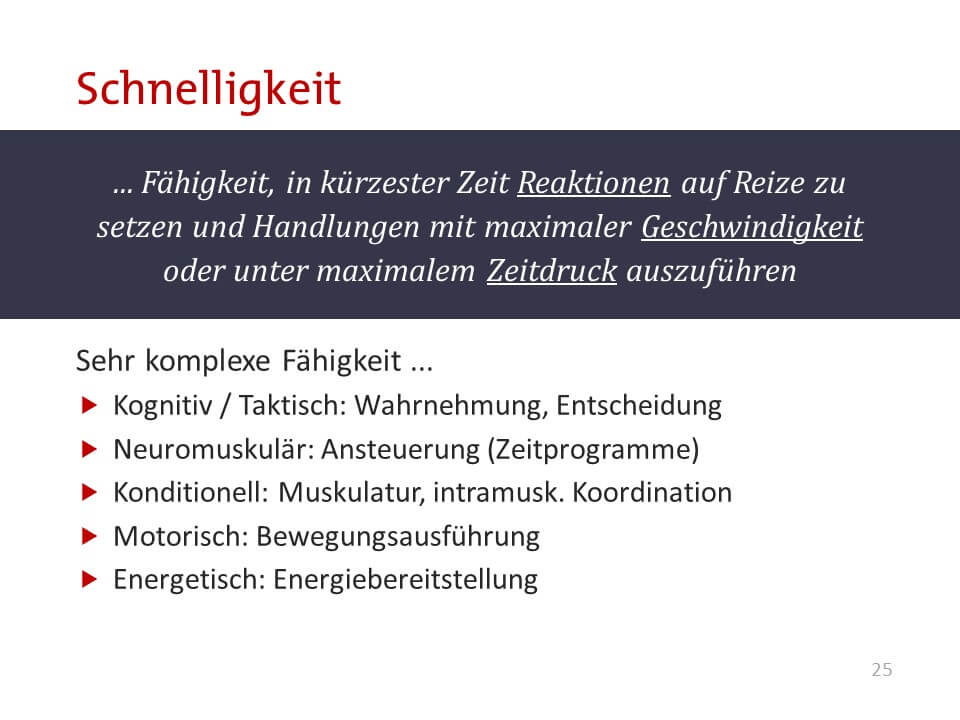 Schnelligkeit
... Fähigkeit, in kürzester Zeit Reaktionen auf Reize zu
setzen und Handlungen mit maximaler Geschwindigkeit
oder unter maximalem Zeitdruck auszuführen
Sehr komplexe Fähigkeit ...
Kognitiv / Taktisch: Wahrnehmung, Entscheidung
Neuromuskulär: Ansteuerung (Zeitprogramme)
Konditionell: Muskulatur, intramusk. Koordination
Motorisch: Bewegungsausführung
Energetisch: Energiebereitstellung
25